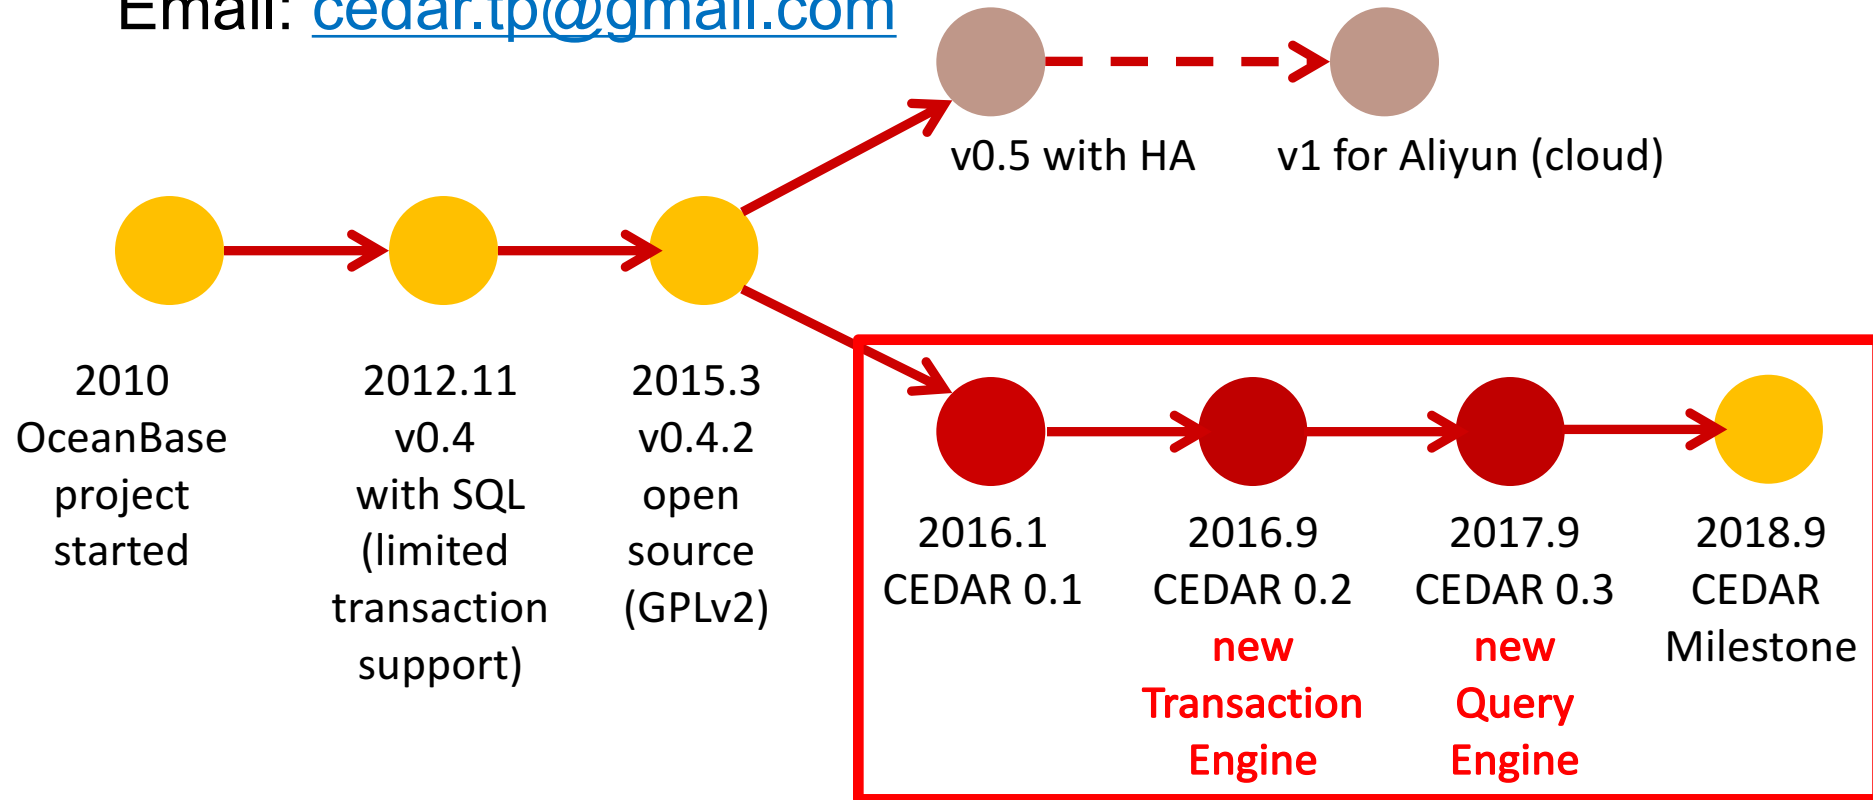 Email: cedar.tp@gmail.com
v0.5 with HA
v1 for Aliyun (cloud)
2010
OceanBase
project
started
2012.11
v0.4
with SQL
(limited
transaction
support)
2015.3
v0.4.2
open
source
(GPLv2)
2016.1
CEDAR 0.1
2016.9
CEDAR 0.2
new
Transaction
Engine
2017.9
CEDAR 0.3
new
Query
Engine
2018.9
CEDAR
Milestone